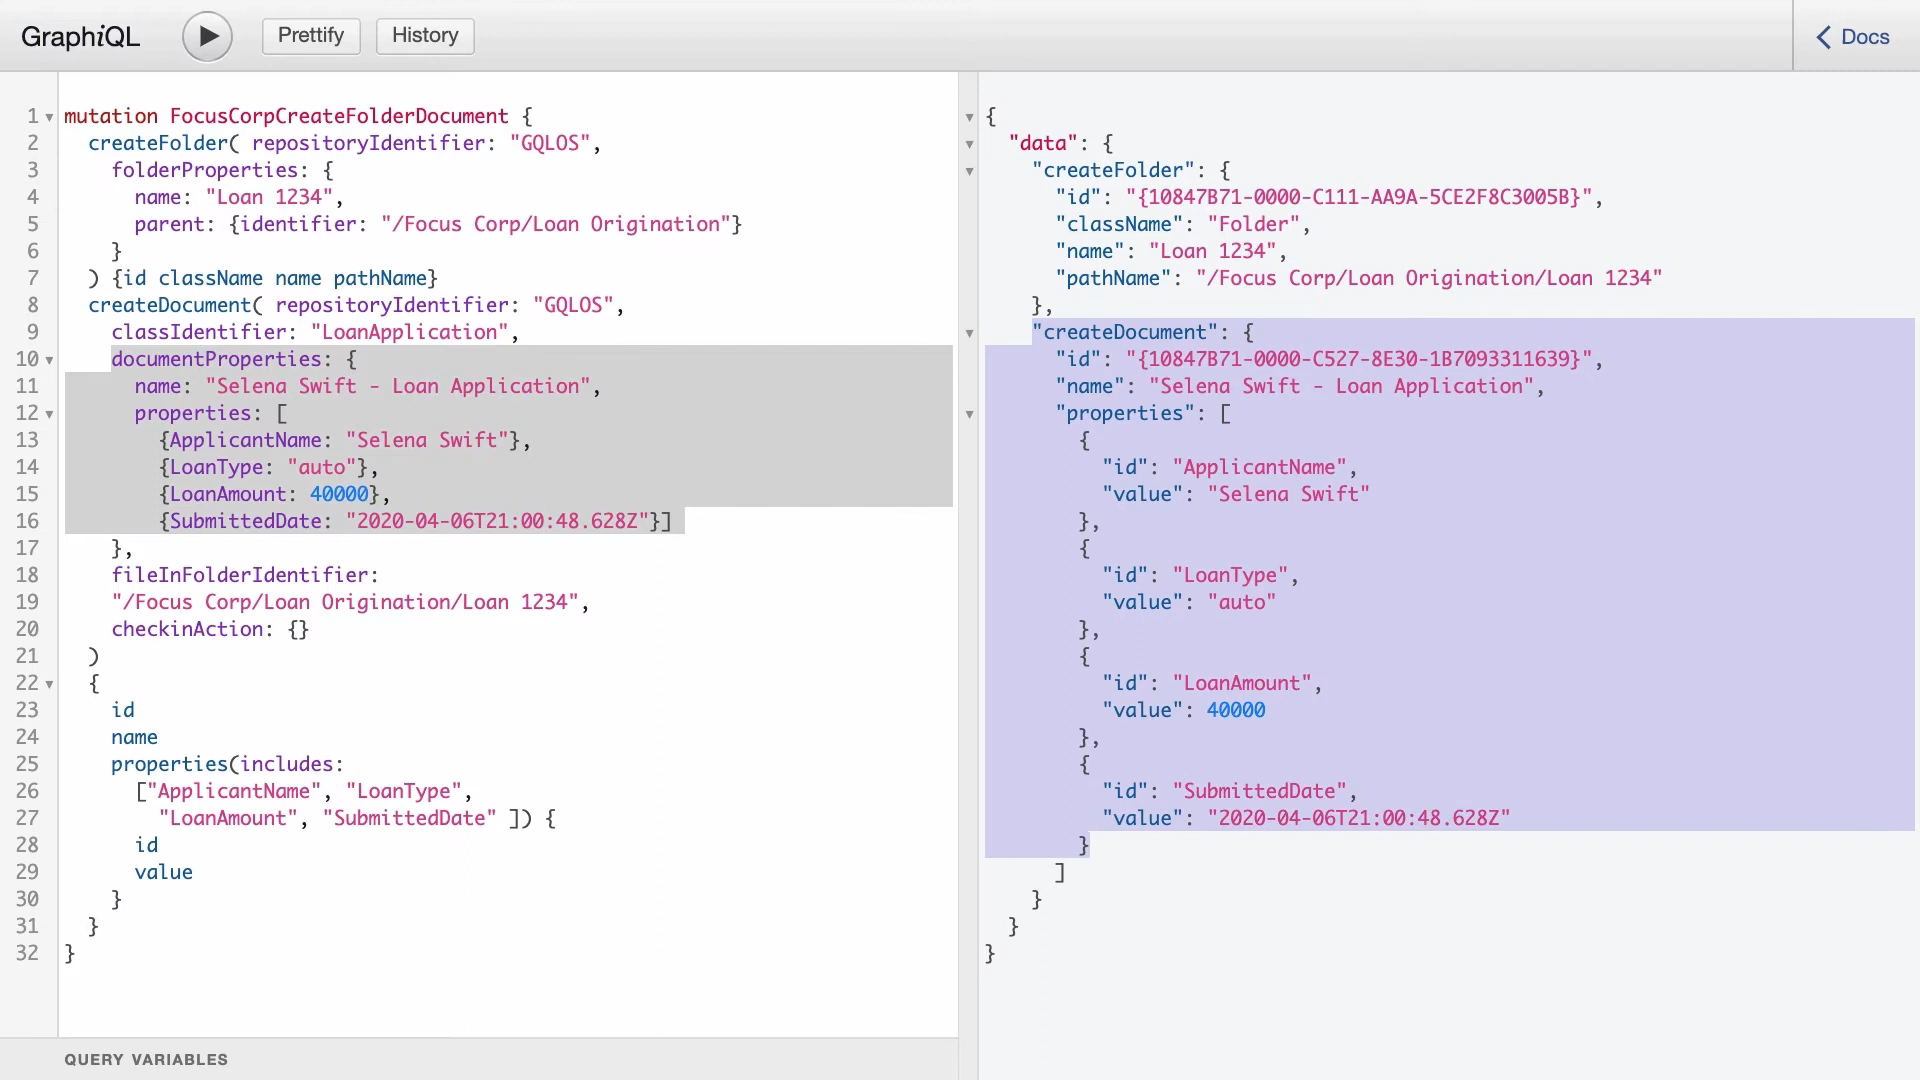 GraphiQL
Prettify
History
Docs
1 mutation FocusCorpCreateFolderDocument {
2 createFolder( repositoryIdentifier: "GQLOS",
3 folderProperties: {
4 name: "Loan 1234",
5 parent: {identifier: "/Focus Corp/Loan Origination"}
6 }
7 ) {id className name pathName}
8 createDocument( repositoryIdentifier: "GQLOS",
9 classIdentifier: "LoanApplication",
10 documentProperties: {
11 name: "Selena Swift - Loan Application",
12 properties: [
13 {ApplicantName: "Selena Swift"},
14 {LoanType: "auto"},
15 {LoanAmount: 40000},
16 {SubmittedDate: "2020-04-06T21:00:48.628Z"}]
17 },
18 fileInFolderIdentifier:
19 "/Focus Corp/Loan Origination/Loan 1234",
20 checkinAction: {}
21 )
22 {
23 id
24 name
25 properties(includes:
26 ["ApplicantName", "LoanType",
27 "LoanAmount", "SubmittedDate" ]) {
28 id
29 value
30 }
31 }
32 }
QUERY VARIABLES
{
"data": {
"createFolder": {
"id": "{10847B71-0000-C111-AA9A-5CE2F8C3005B}",
"className": "Folder",
"name": "Loan 1234",
"pathName": "/Focus Corp/Loan Origination/Loan 1234"
},
"createDocument": {
"id": "{10847B71-0000-C527-8E30-1B7093311639}",
"name": "Selena Swift - Loan Application",
"properties": [
{
"id": "ApplicantName",
"value": "Selena Swift"
},
{
"id": "LoanType",
"value": "auto"
},
{
"id": "LoanAmount",
"value": 40000
},
{
"id": "SubmittedDate",
"value": "2020-04-06T21:00:48.628Z"
}
]
}
}
}